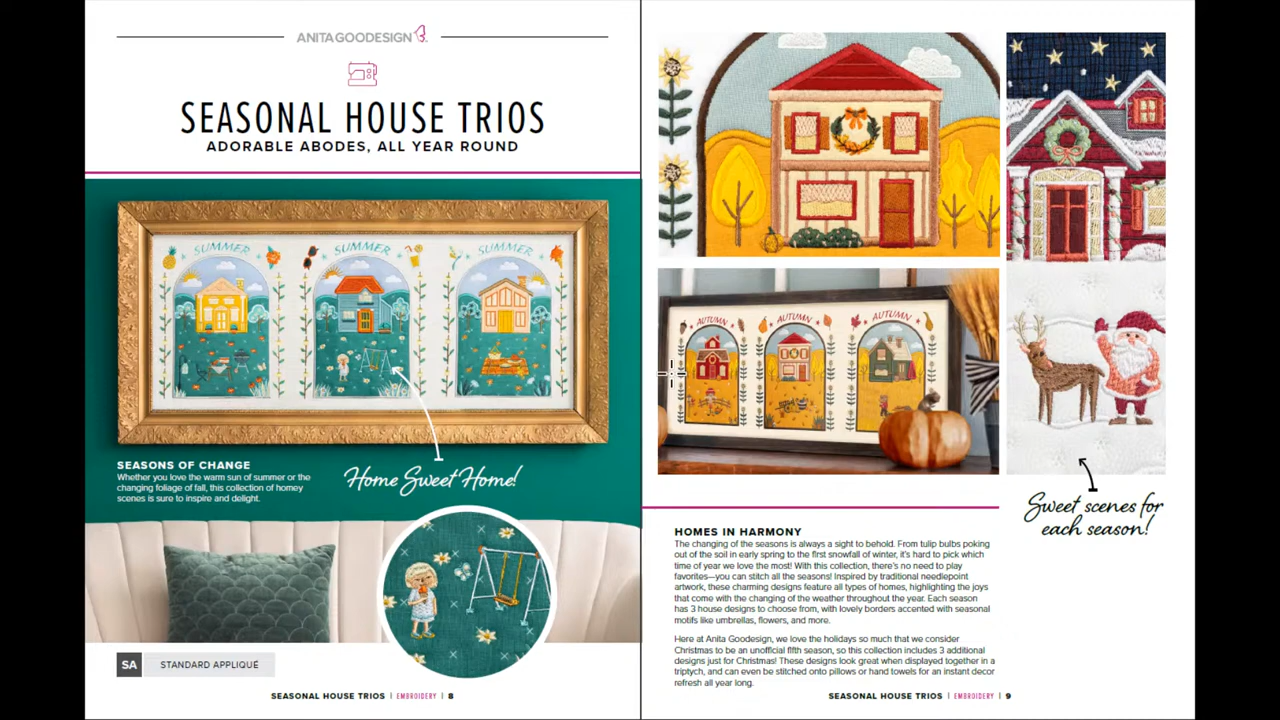 ANITAGOODESIGN
SEASONAL HOUSE TRIOS
ADORABLE ABODES, ALL YEAR ROUND
SUMMER SUMMER SUMMER
SEASONS OF CHANGE
Whether you love the warm sun of summer or the
changing foliage of fall, this collection of homey
scenes is sure to inspire and delight.
Home Sweet Home!
SA STANDARD APPLIQUÉ
SEASONAL HOUSE TRIOS | EMBROIDERY | 8
AUTUMN AUTUMN AUTUMN
Sweet scenes for
each season!
HOMES IN HARMONY
The changing of the seasons is always a sight to behold. From tulip bulbs poking
out of the soil in early spring to the first snowfall of winter, it's hard to pick which
time of year we love the most! With this collection, there's no need to play
favorites—you can stitch all the seasons! Inspired by traditional needlepoint
artwork, these charming designs feature all types of homes, highlighting the joys
that come with the changing of the weather throughout the year. Each season
has 3 house designs to choose from, with lovely borders accented with seasonal
motifs like umbrellas, flowers, and more.
Here at Anita Goodesign, we love the holidays so much that we consider
Christmas to be an unofficial fifth season, so this collection includes 3 additional
designs just for Christmas! These designs look great when displayed together in a
triptych, and can even be stitched onto pillows or hand towels for an instant decor
refresh all year long.
SEASONAL HOUSE TRIOS | EMBROIDERY | 9